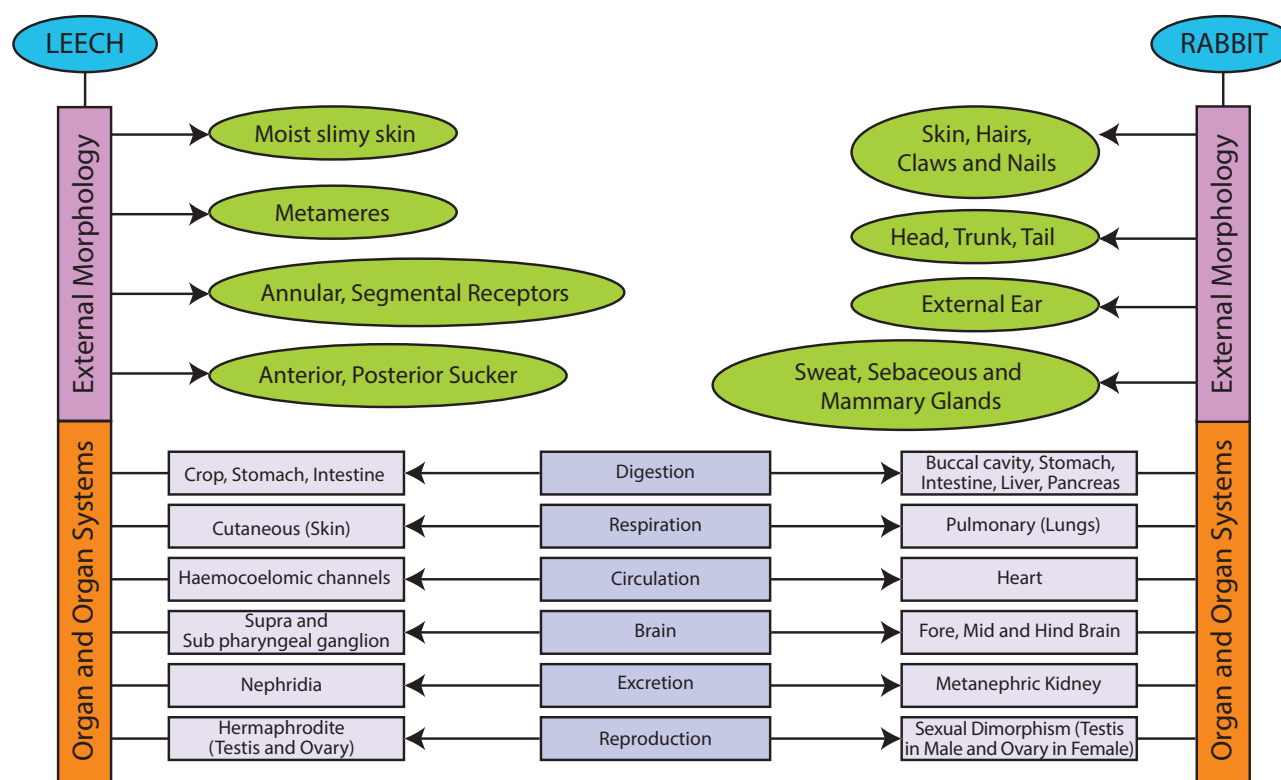 LEECH
RABBIT
External Morphology
Moist slimy skin
Metameres
Annular, Segmental Receptors
Anterior, Posterior Sucker
Skin, Hairs,
Claws and Nails
Head, Trunk, Tail
External Ear
Sweat, Sebaceous and
Mammary Glands
External Morphology
Organ and Organ Systems
Crop, Stomach, Intestine
Digestion
Buccal cavity, Stomach,
Intestine, Liver, Pancreas
Cutaneous (Skin)
Respiration
Pulmonary (Lungs)
Haemocoelomic channels
Circulation
Heart
Supra and
Sub pharyngeal ganglion
Brain
Fore, Mid and Hind Brain
Nephridia
Excretion
Metanephric Kidney
Hermaphrodite
(Testis and Ovary)
Reproduction
Sexual Dimorphism (Testis
in Male and Ovary in Female)
Organ and Organ Systems